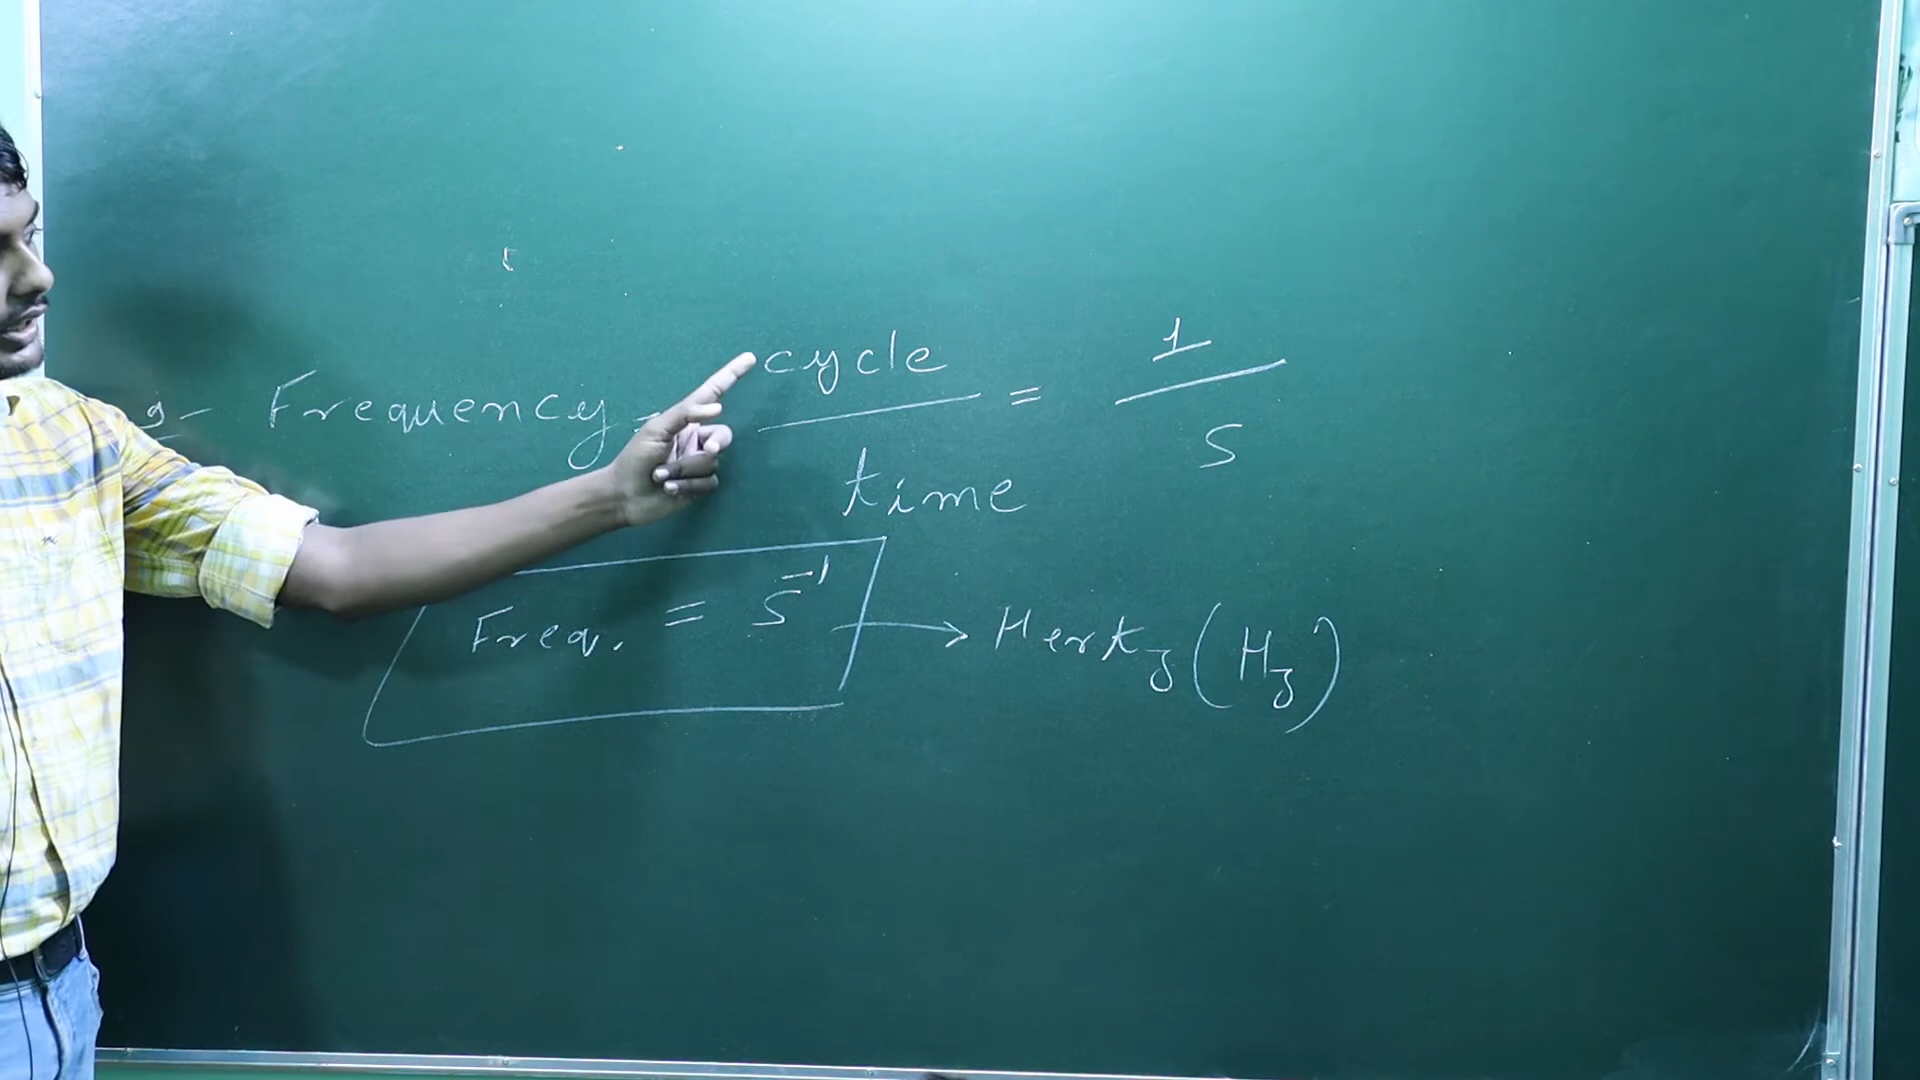 Frequency = cycle / time = 1 / s
Freq. = s⁻¹ → Hertz (Hz)